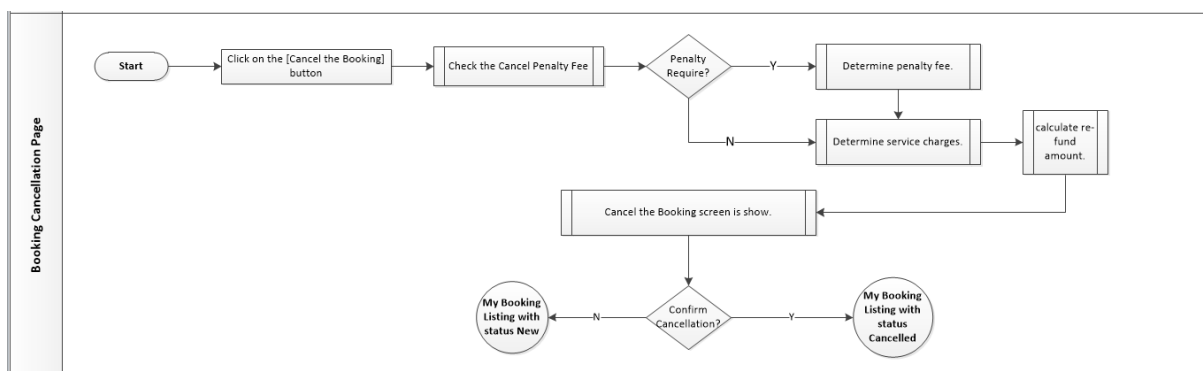 Booking Cancellation Page
Start
Click on the [Cancel the Booking]
button
Check the Cancel Penalty Fee
Penalty
Require?
Y
Determine penalty fee.
N
Determine service charges.
calculate re-
fund
amount.
Cancel the Booking screen is show.
Confirm
Cancellation?
N
My Booking
Listing with
status New
Y
My Booking
Listing with
status
Cancelled